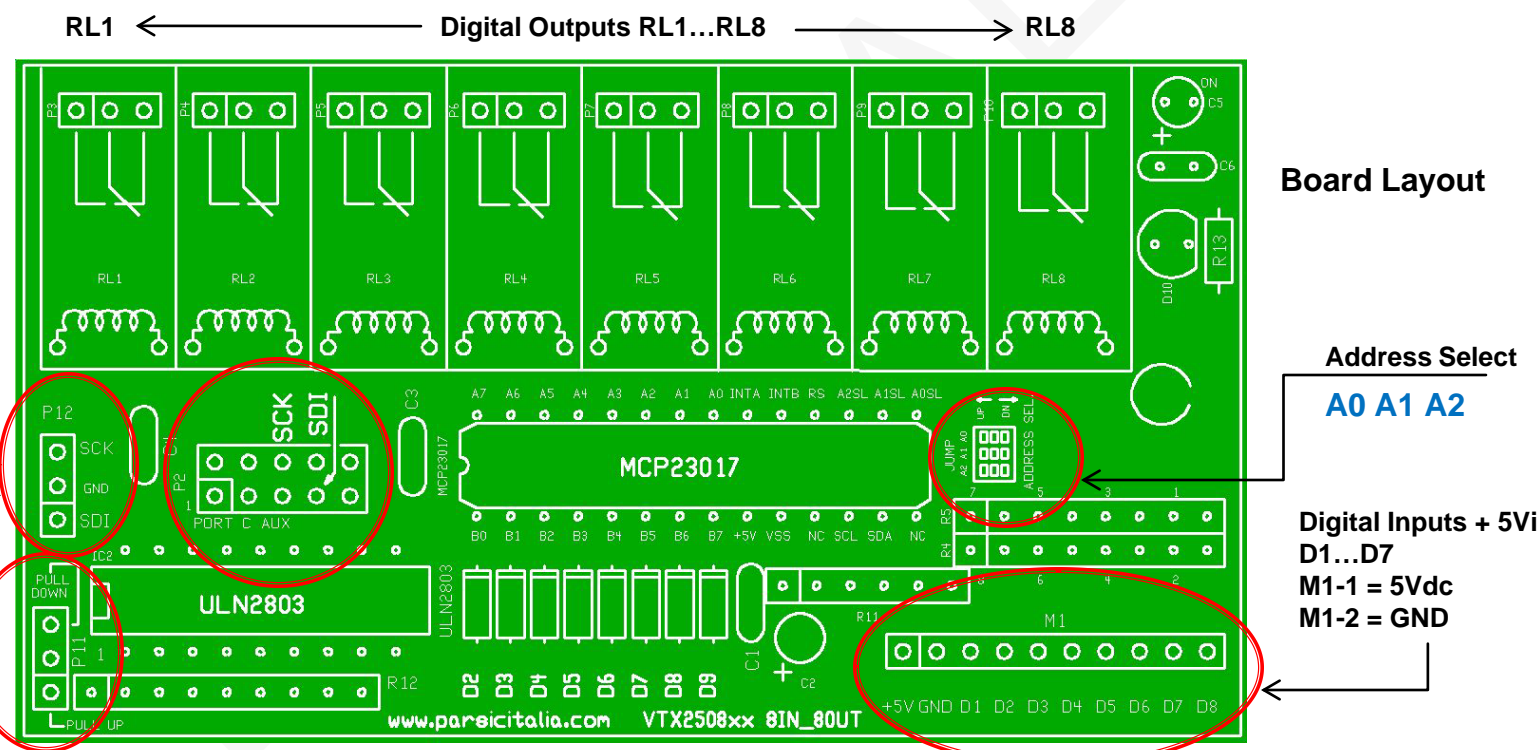 RL1 Digital Outputs RL1...RL8 RL8
P3 P4 P5 P6 P7 P8 P9 P10
ON
C5
+
C6
Board Layout
RL1 RL2 RL3 RL4 RL5 RL6 RL7 RL8
R13
D10
Address Select
A0 A1 A2
P12
SCK
GND
SDI
SCK
SDI
P2
1
PORT C AUX
C3
MCP23017
A7 A6 A5 A4 A3 A2 A1 A0 INTA INTB RS A2SL A1SL A0SL
MCP23017
B0 B1 B2 B3 B4 B5 B6 B7 +5V VSS NC SCL SDA NC
UP DN
JUMP
A2 A1 A0
ADDRESS SEL
7 5 3 1
R5
R4
6 4 2
Digital Inputs + 5Vi
D1...D7
M1-1 = 5Vdc
M1-2 = GND
IC2
PULL
DOWN
ULN2803
ULN2803
P11
1
R12
PULL UP
D2 D3 D4 D5 D6 D7 D8 D9
C1
+
C2
R11
M1
+5V GND D1 D2 D3 D4 D5 D6 D7 D8
www.parsicitalia.com VTX2508xx 8IN_8OUT